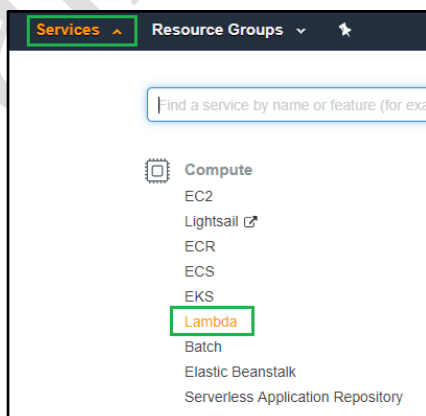 Services Resource Groups
Find a service by name or feature (for exa
Compute
EC2
Lightsail
ECR
ECS
EKS
Lambda
Batch
Elastic Beanstalk
Serverless Application Repository